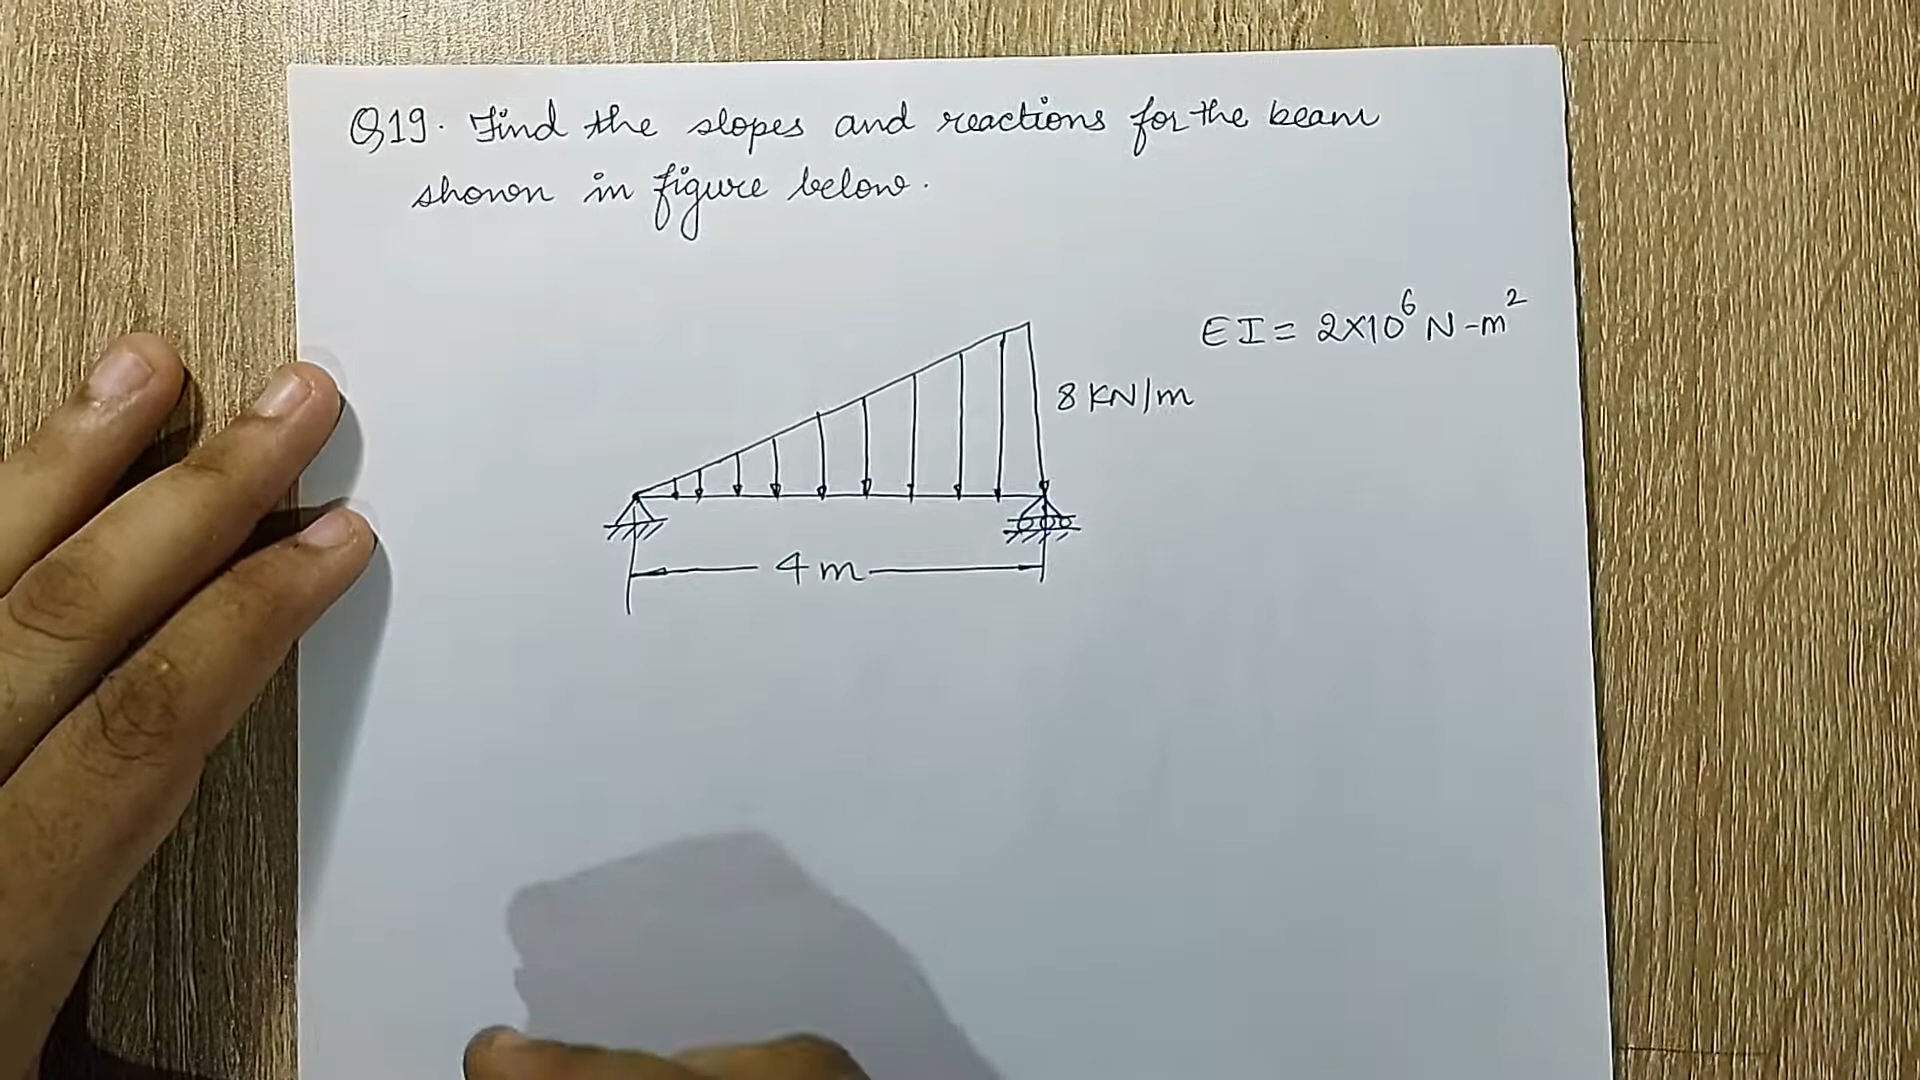 Q19. Find the slopes and reactions for the beam
shown in figure below.
EI = 2×10⁶ N-m²
8 KN/m
4 m